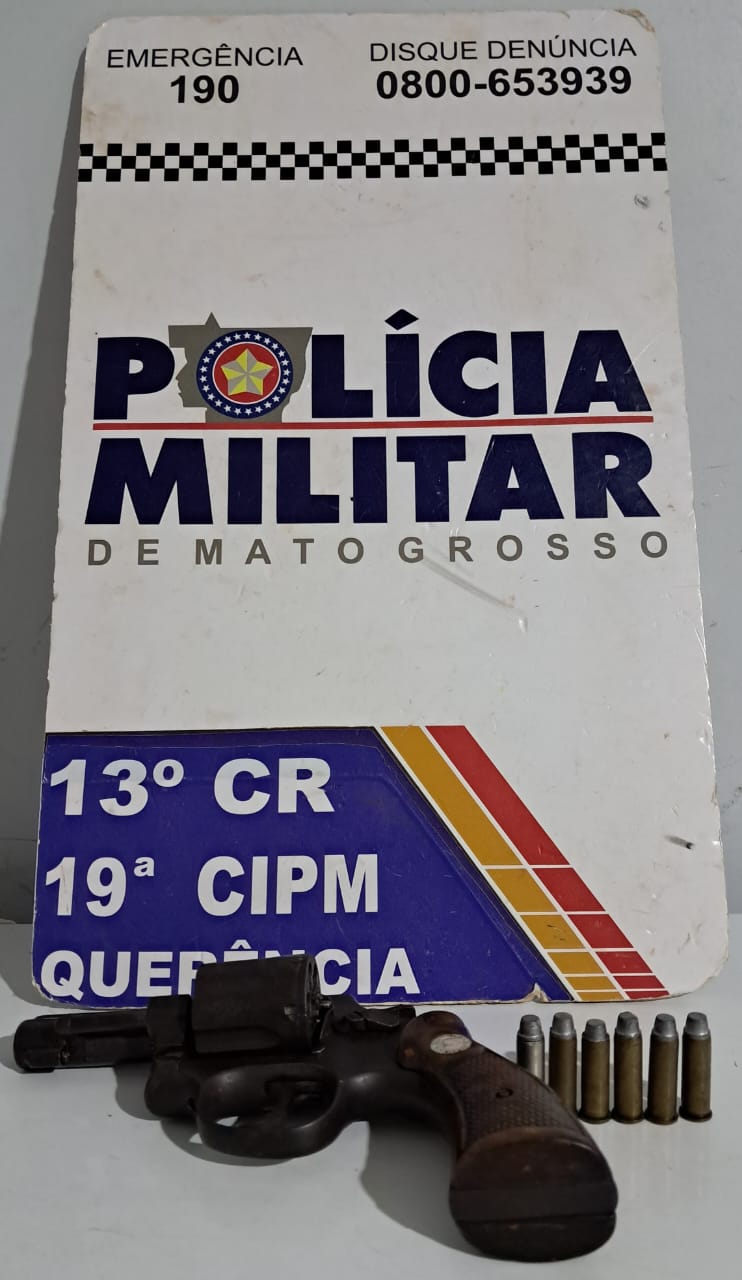 EMERGÊNCIA
190
DISQUE DENÚNCIA
0800-653939
POLÍCIA
MILITAR
DE MATO GROSSO
13º CR
19ª CIPM
QUERÊNCIA